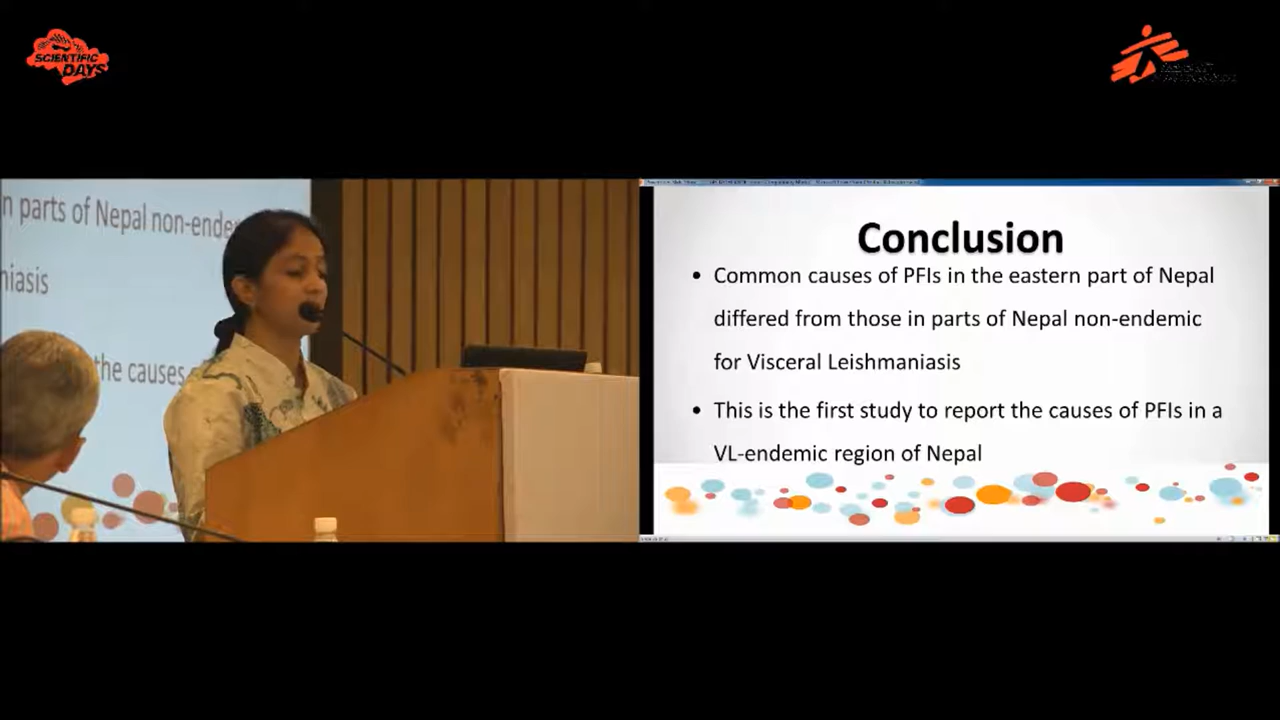 SCIENTIFIC
DAYS
n parts of Nepal non-ende
niasis
the causes
Conclusion
• Common causes of PFIs in the eastern part of Nepal
differed from those in parts of Nepal non-endemic
for Visceral Leishmaniasis
• This is the first study to report the causes of PFIs in a
VL-endemic region of Nepal